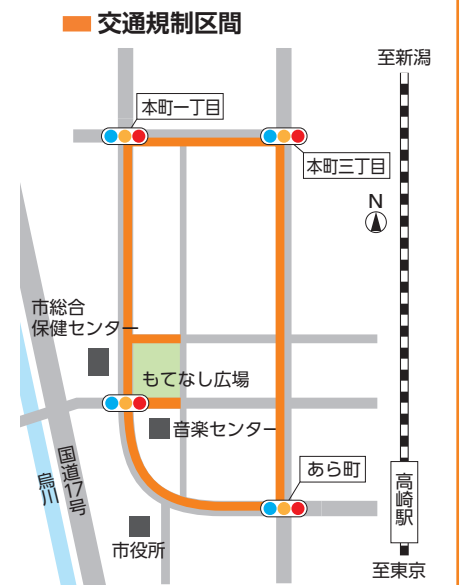 交通規制区間
至新潟
本町一丁目
本町三丁目
N
市総合
保健センター
もてなし広場
音楽センター
国道17号
烏川
あら町
高崎駅
市役所
至東京